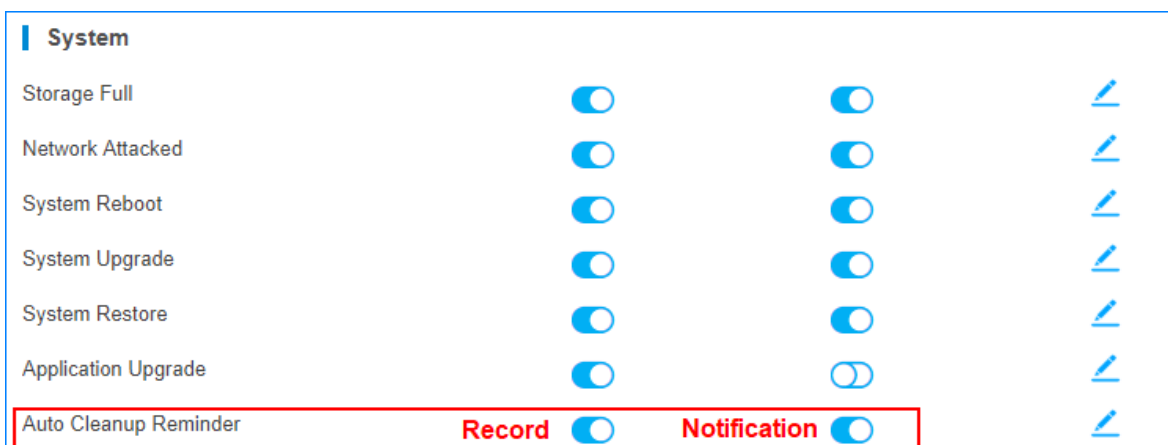 System
Storage Full
Network Attacked
System Reboot
System Upgrade
System Restore
Application Upgrade
Auto Cleanup Reminder Record Notification